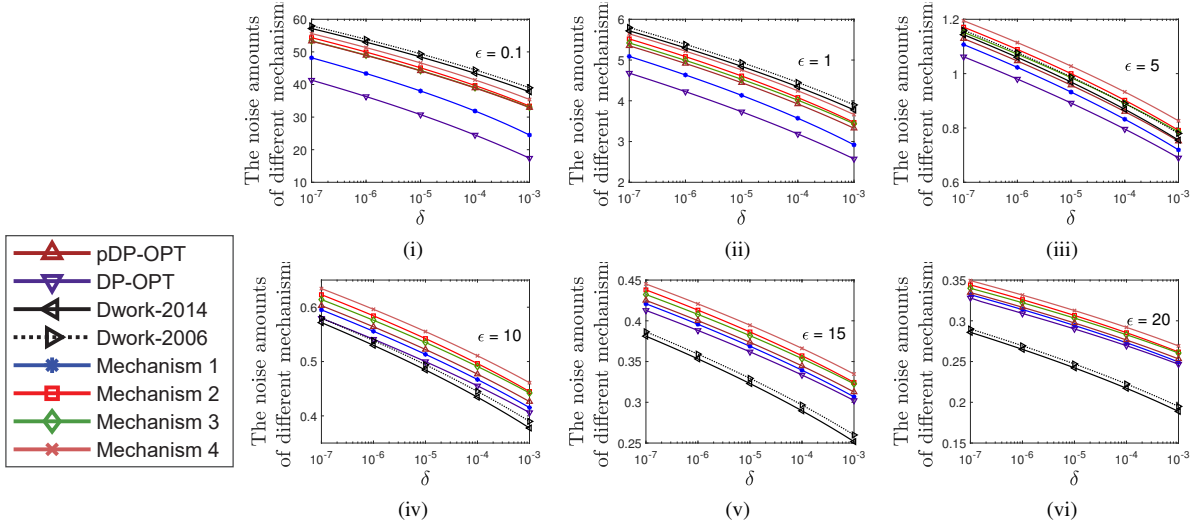 The noise amounts
of different mechanisms
60
50
40
30
20
10
ϵ = 0.1
10-7 10-6 10-5 10-4 10-3
δ
(i)
The noise amounts
of different mechanisms
6
5
4
3
2
ϵ = 1
10-7 10-6 10-5 10-4 10-3
δ
(ii)
The noise amounts
of different mechanisms
1.2
1
0.8
0.6
ϵ = 5
10-7 10-6 10-5 10-4 10-3
δ
(iii)
pDP-OPT
DP-OPT
Dwork-2014
Dwork-2006
Mechanism 1
Mechanism 2
Mechanism 3
Mechanism 4
The noise amounts
of different mechanisms
0.6
0.5
0.4
ϵ = 10
10-7 10-6 10-5 10-4 10-3
δ
(iv)
The noise amounts
of different mechanisms
0.45
0.4
0.35
0.3
0.25
ϵ = 15
10-7 10-6 10-5 10-4 10-3
δ
(v)
The noise amounts
of different mechanisms
0.35
0.3
0.25
0.2
0.15
ϵ = 20
10-7 10-6 10-5 10-4 10-3
δ
(vi)